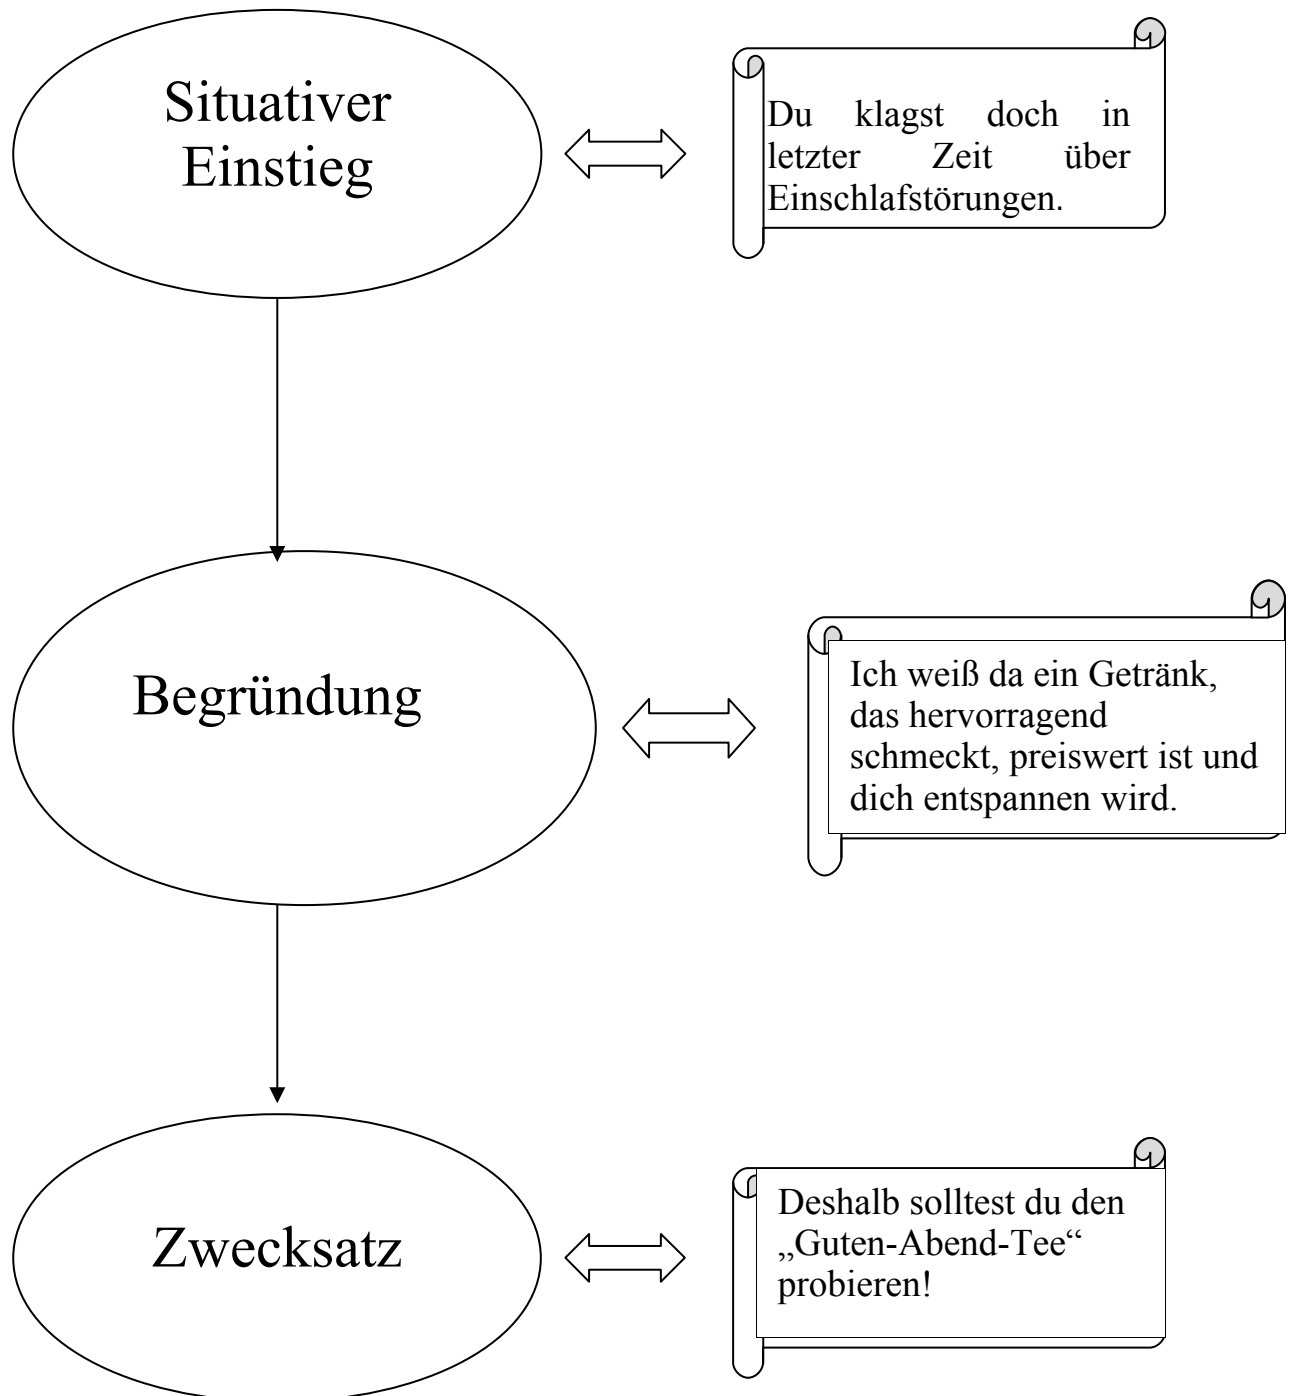 Situativer
Einstieg
Du klagst doch in
letzter Zeit über
Einschlafstörungen.
Begründung
Ich weiß da ein Getränk,
das hervorragend
schmeckt, preiswert ist und
dich entspannen wird.
Zwecksatz
Deshalb solltest du den
„Guten-Abend-Tee“
probieren!